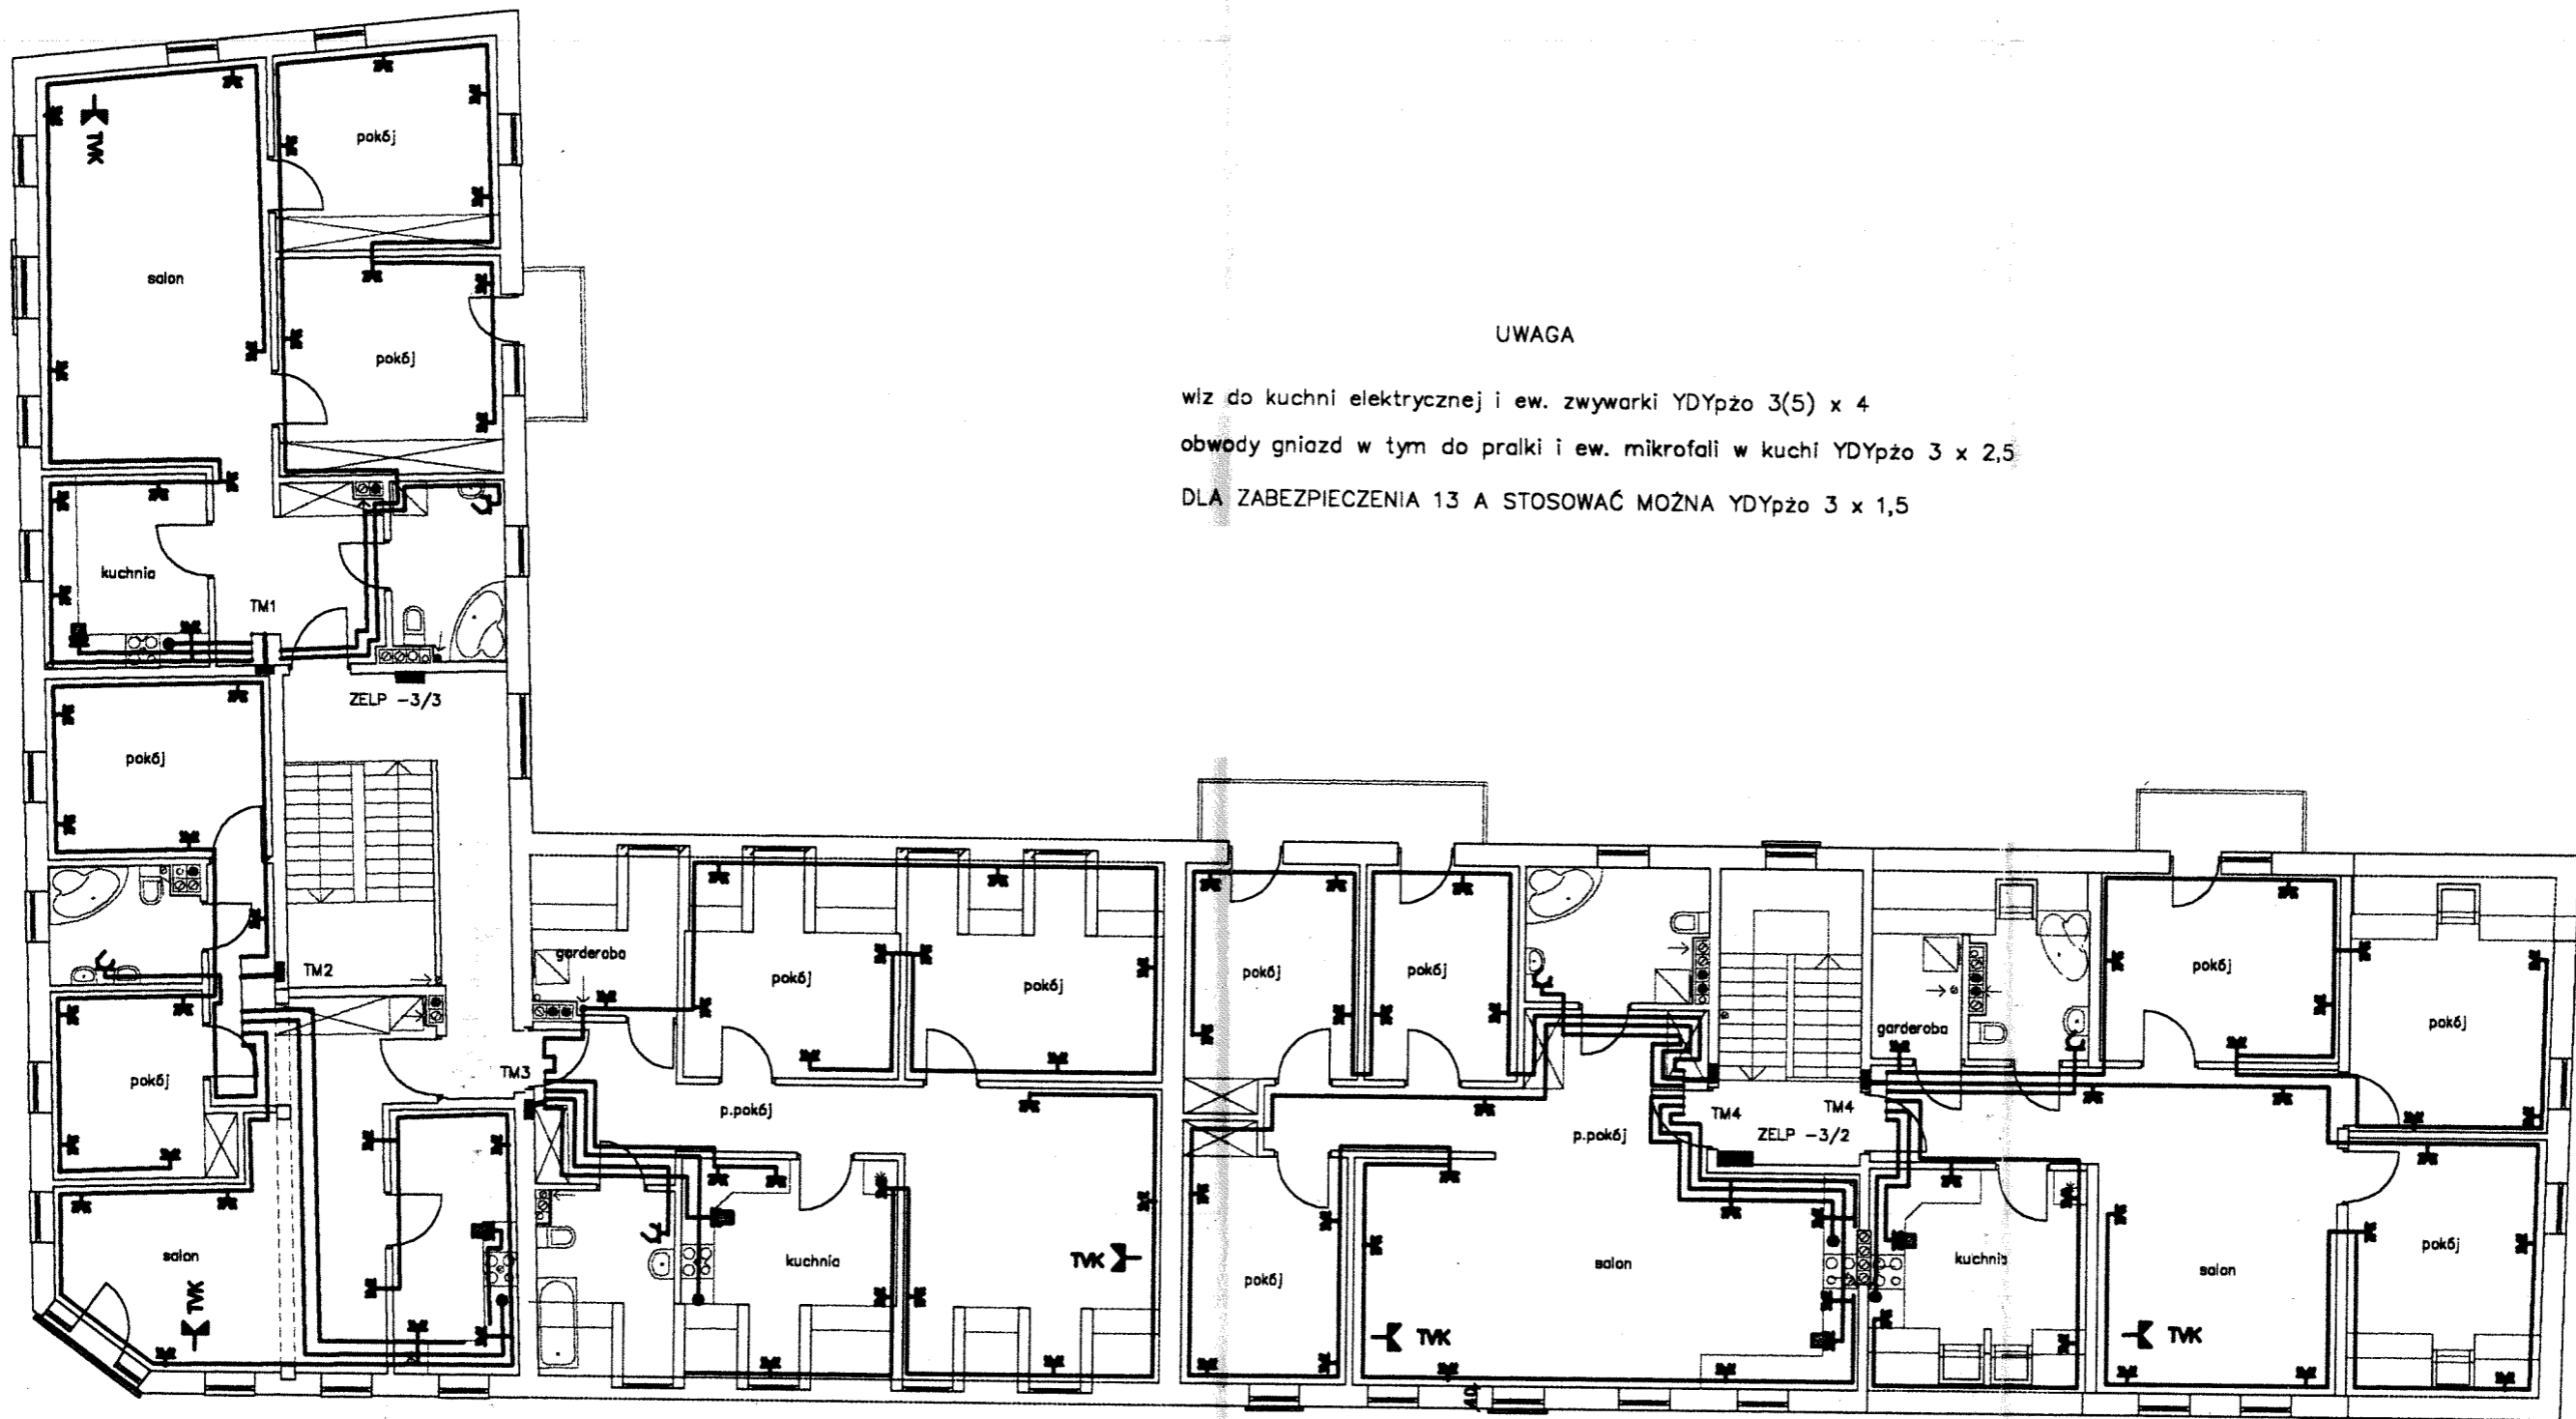 TVK
pokój
salon
pokój
UWAGA
wlz do kuchni elektrycznej i ew. zwywarki YDYpżo 3(5) x 4
obwody gniazd w tym do pralki i ew. mikrofali w kuchi YDYpżo 3 x 2,5
DLA ZABEZPIECZENIA 13 A STOSOWAĆ MOŻNA YDYpżo 3 x 1,5
kuchnia
TM1
ZELP -3/3
pokój
garderoba
TM2
pokój
pokój
pokój
pokój
pokój
pokój
garderoba
pokój
TM3
p.pokój
p.pokój
TM4
TM4
ZELP -3/2
salon
TVK
kuchnia
TVK
pokój
salon
TVK
kuchnia
salon
TVK
pokój